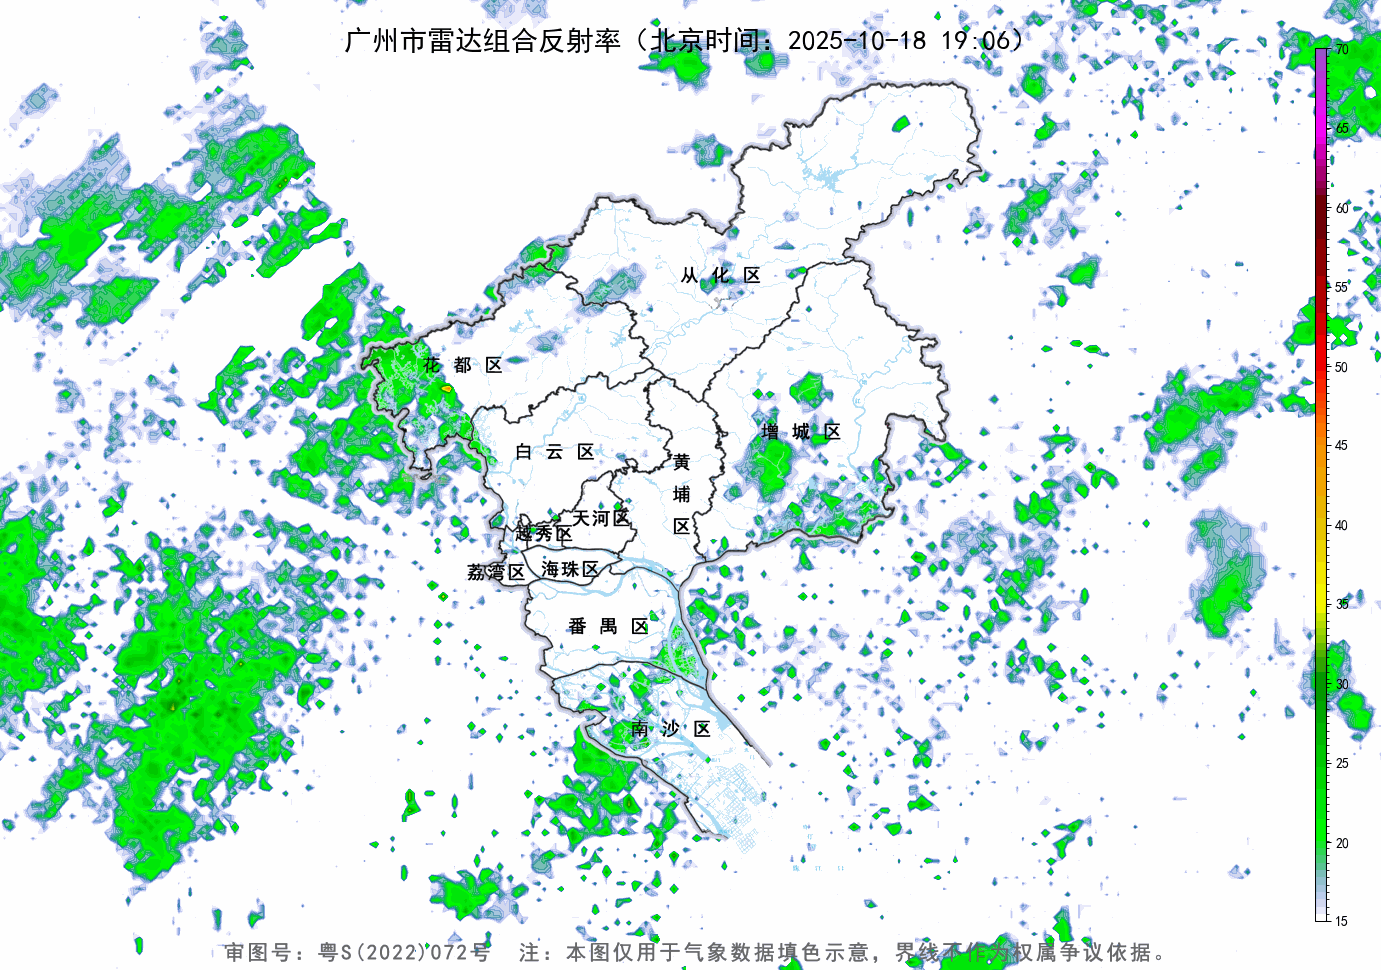 广州市雷达组合反射率（北京时间：2025-10-18 19:06）
70
65
60
55
50
45
40
35
30
25
20
15
从 化 区
花 都 区
增 城 区
白 云 区
黄
埔
区
天河区
越秀区
荔湾区
海珠区
番 禺 区
南 沙 区
审图号：粤S(2022)072号 注：本图仅用于气象数据填色示意，界线不作为权属争议依据。